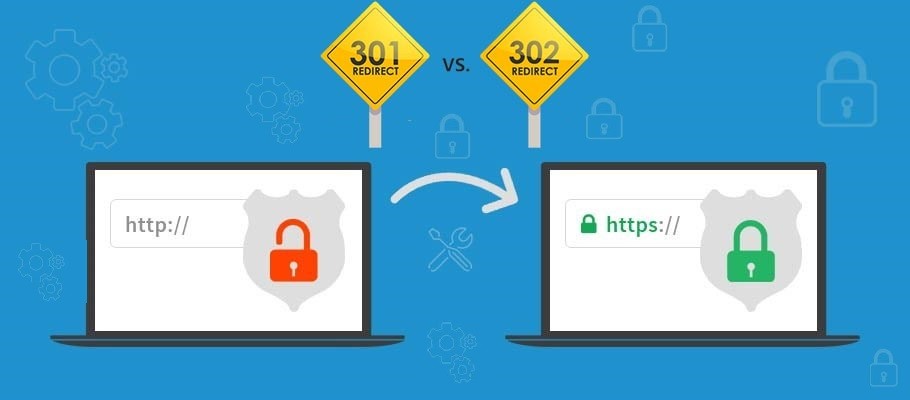 301
REDIRECT
vs.
302
REDIRECT
http://
https://